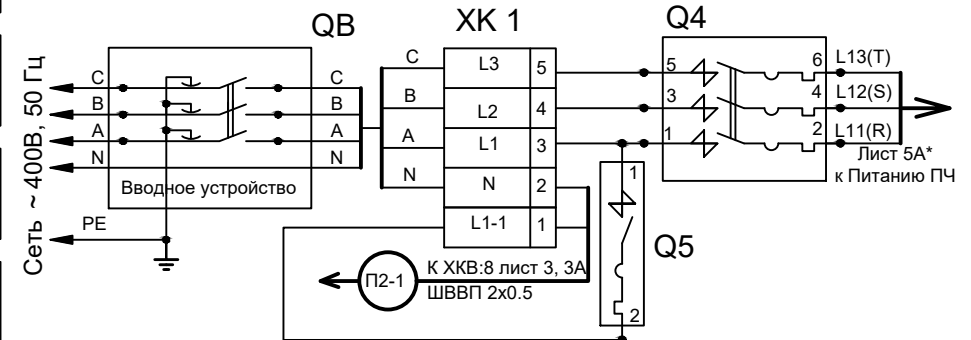 QB
XK 1
Q4
Сеть ~ 400В, 50 Гц
C
B
A
N
PE
C
B
A
N
Вводное устройство
C
B
A
N
L3
5
L2
4
L1
3
N
2
L1-1
1
5
3
1
6
4
2
L13(T)
L12(S)
L11(R)
Лист 5А*
к Питанию ПЧ
1
Q5
2
П2-1
К ХКВ:8 лист 3, 3А
ШВВП 2х0.5